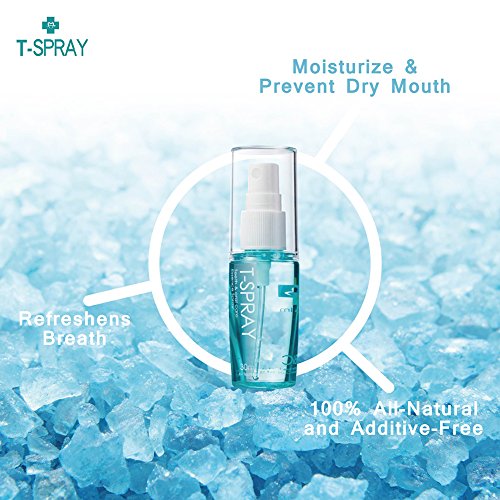 T-SPRAY
Moisturize &
Prevent Dry Mouth
T-SPRAY
Refreshens
Breath
100% All-Natural
and Additive-Free